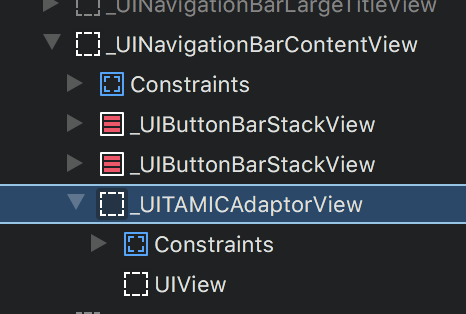 _UINavigationBarLargeTitleView
_UINavigationBarContentView
Constraints
_UIButtonBarStackView
_UIButtonBarStackView
_UITAMICAdaptorView
Constraints
UIView